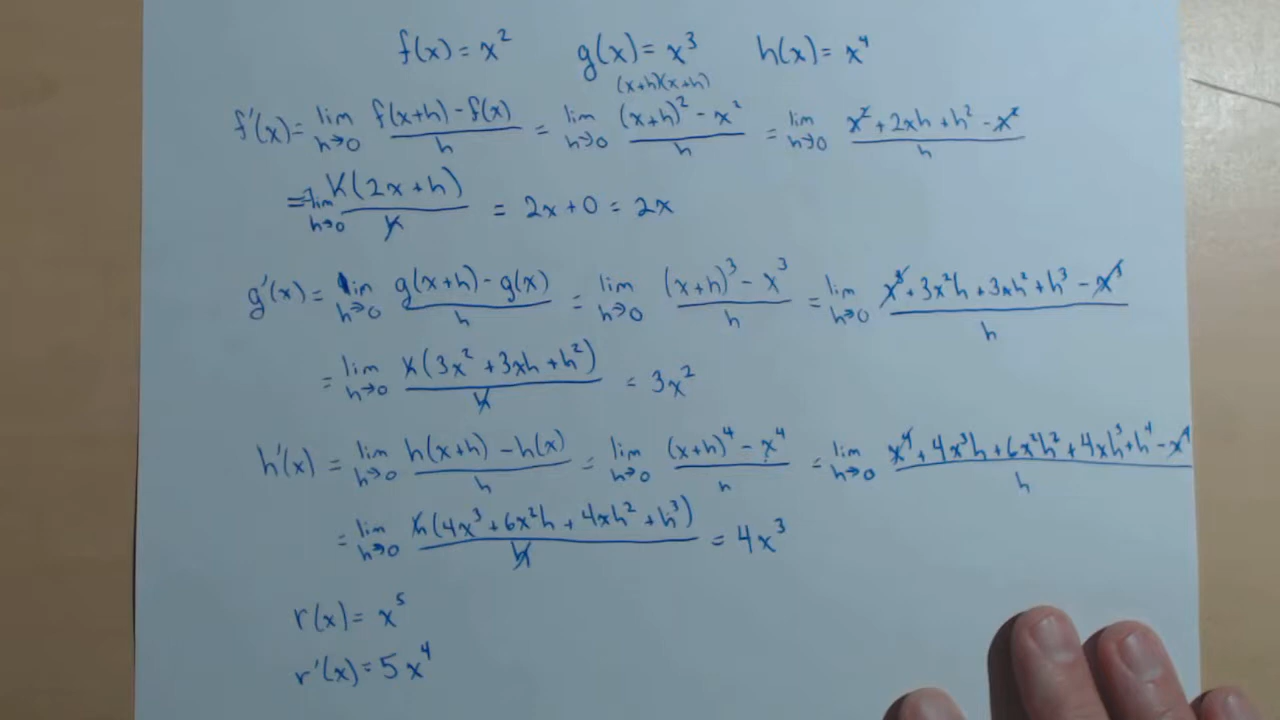 f(x) = x² g(x) = x³ h(x) = x⁴
(x+h)(x+h)
f'(x) = lim h→0 f(x+h) - f(x) / h = lim h→0 (x+h)² - x² / h = lim h→0 x² + 2xh + h² - x² / h
= lim h→0 h(2x+h) / h = 2x + 0 = 2x
g'(x) = lim h→0 g(x+h) - g(x) / h = lim h→0 (x+h)³ - x³ / h = lim h→0 x³ + 3x²h + 3xh² + h³ - x³ / h
= lim h→0 h(3x² + 3xh + h²) / h = 3x²
h'(x) = lim h→0 h(x+h) - h(x) / h = lim h→0 (x+h)⁴ - x⁴ / h = lim h→0 x⁴ + 4x³h + 6x²h² + 4xh³ + h⁴ - x⁴ / h
= lim h→0 h(4x³ + 6x²h + 4xh² + h³) / h = 4x³
r(x) = x⁵
r'(x) = 5x⁴